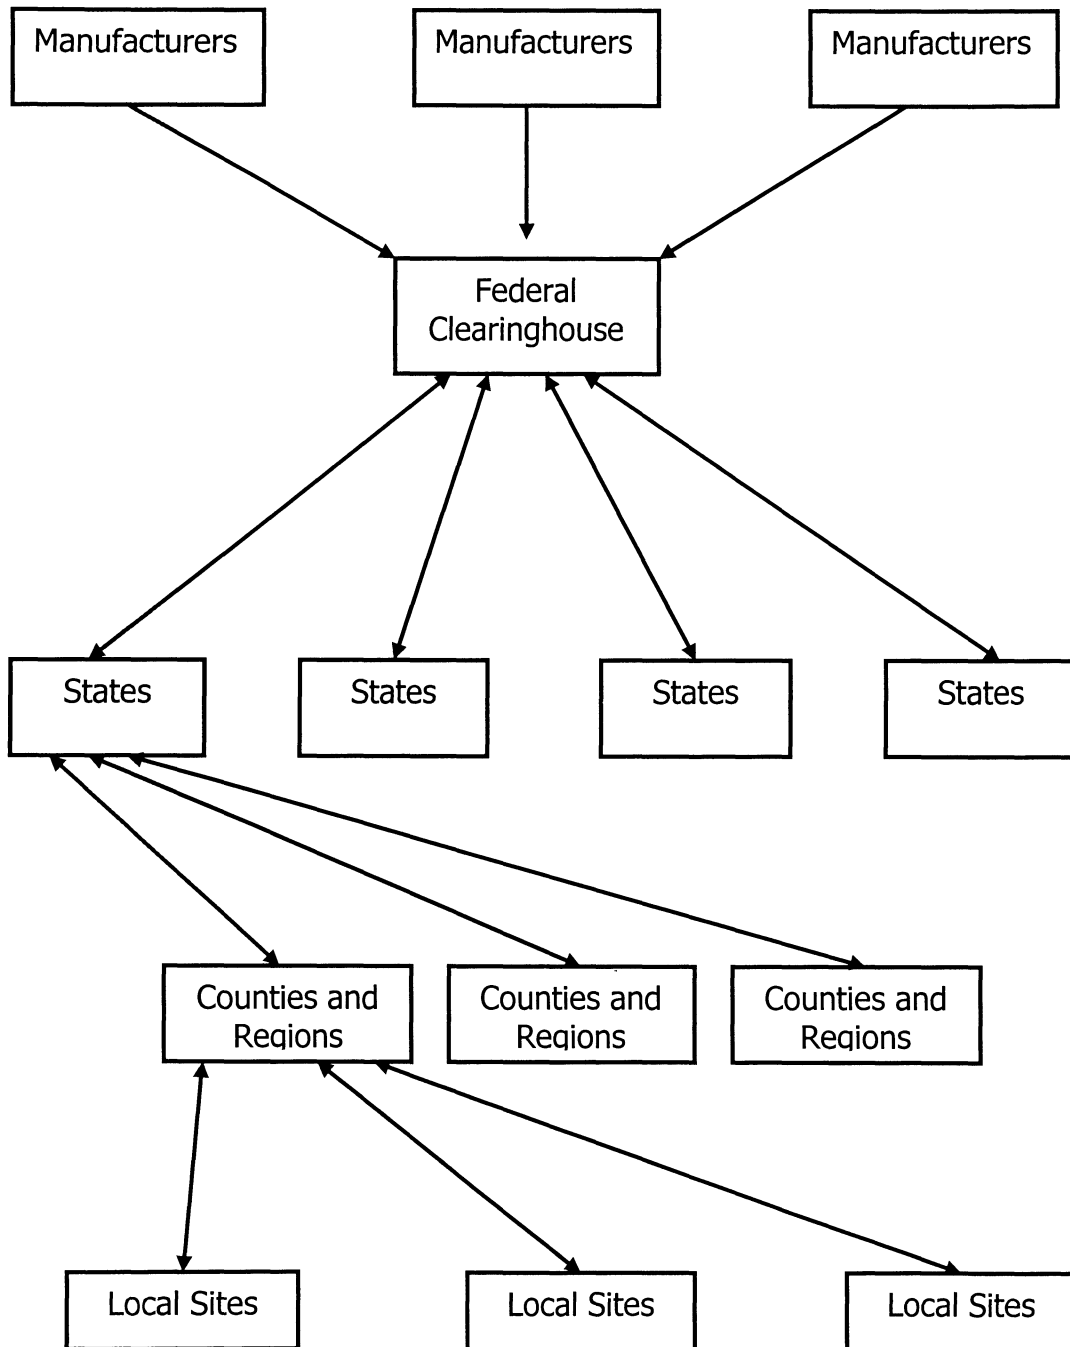 Manufacturers
Manufacturers
Manufacturers
Federal
Clearinghouse
States
States
States
States
Counties and
Regions
Counties and
Regions
Counties and
Regions
Local Sites
Local Sites
Local Sites